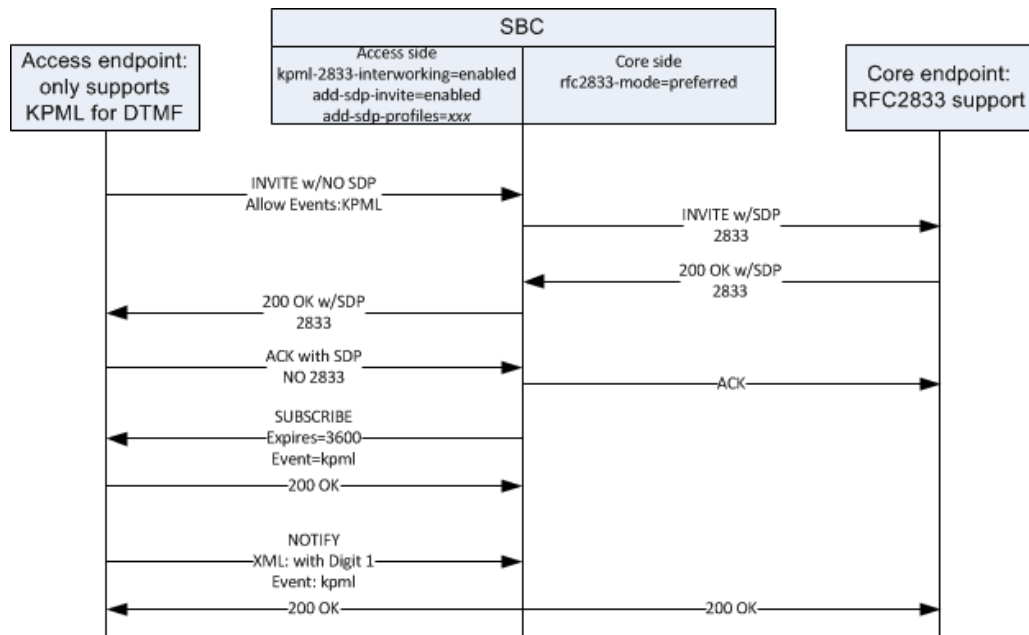 SBC
Access endpoint:
only supports
KPML for DTMF
Access side
kpml-2833-interworking=enabled
add-sdp-invite=enabled
add-sdp-profiles=xxx
Core side
rfc2833-mode=preferred
Core endpoint:
RFC2833 support
INVITE w/NO SDP
Allow Events:KPML
INVITE w/SDP
2833
200 OK w/SDP
2833
200 OK w/SDP
2833
ACK with SDP
NO 2833
ACK
SUBSCRIBE
Expires=3600
Event=kpml
200 OK
NOTIFY
XML: with Digit 1
Event: kpml
200 OK
200 OK